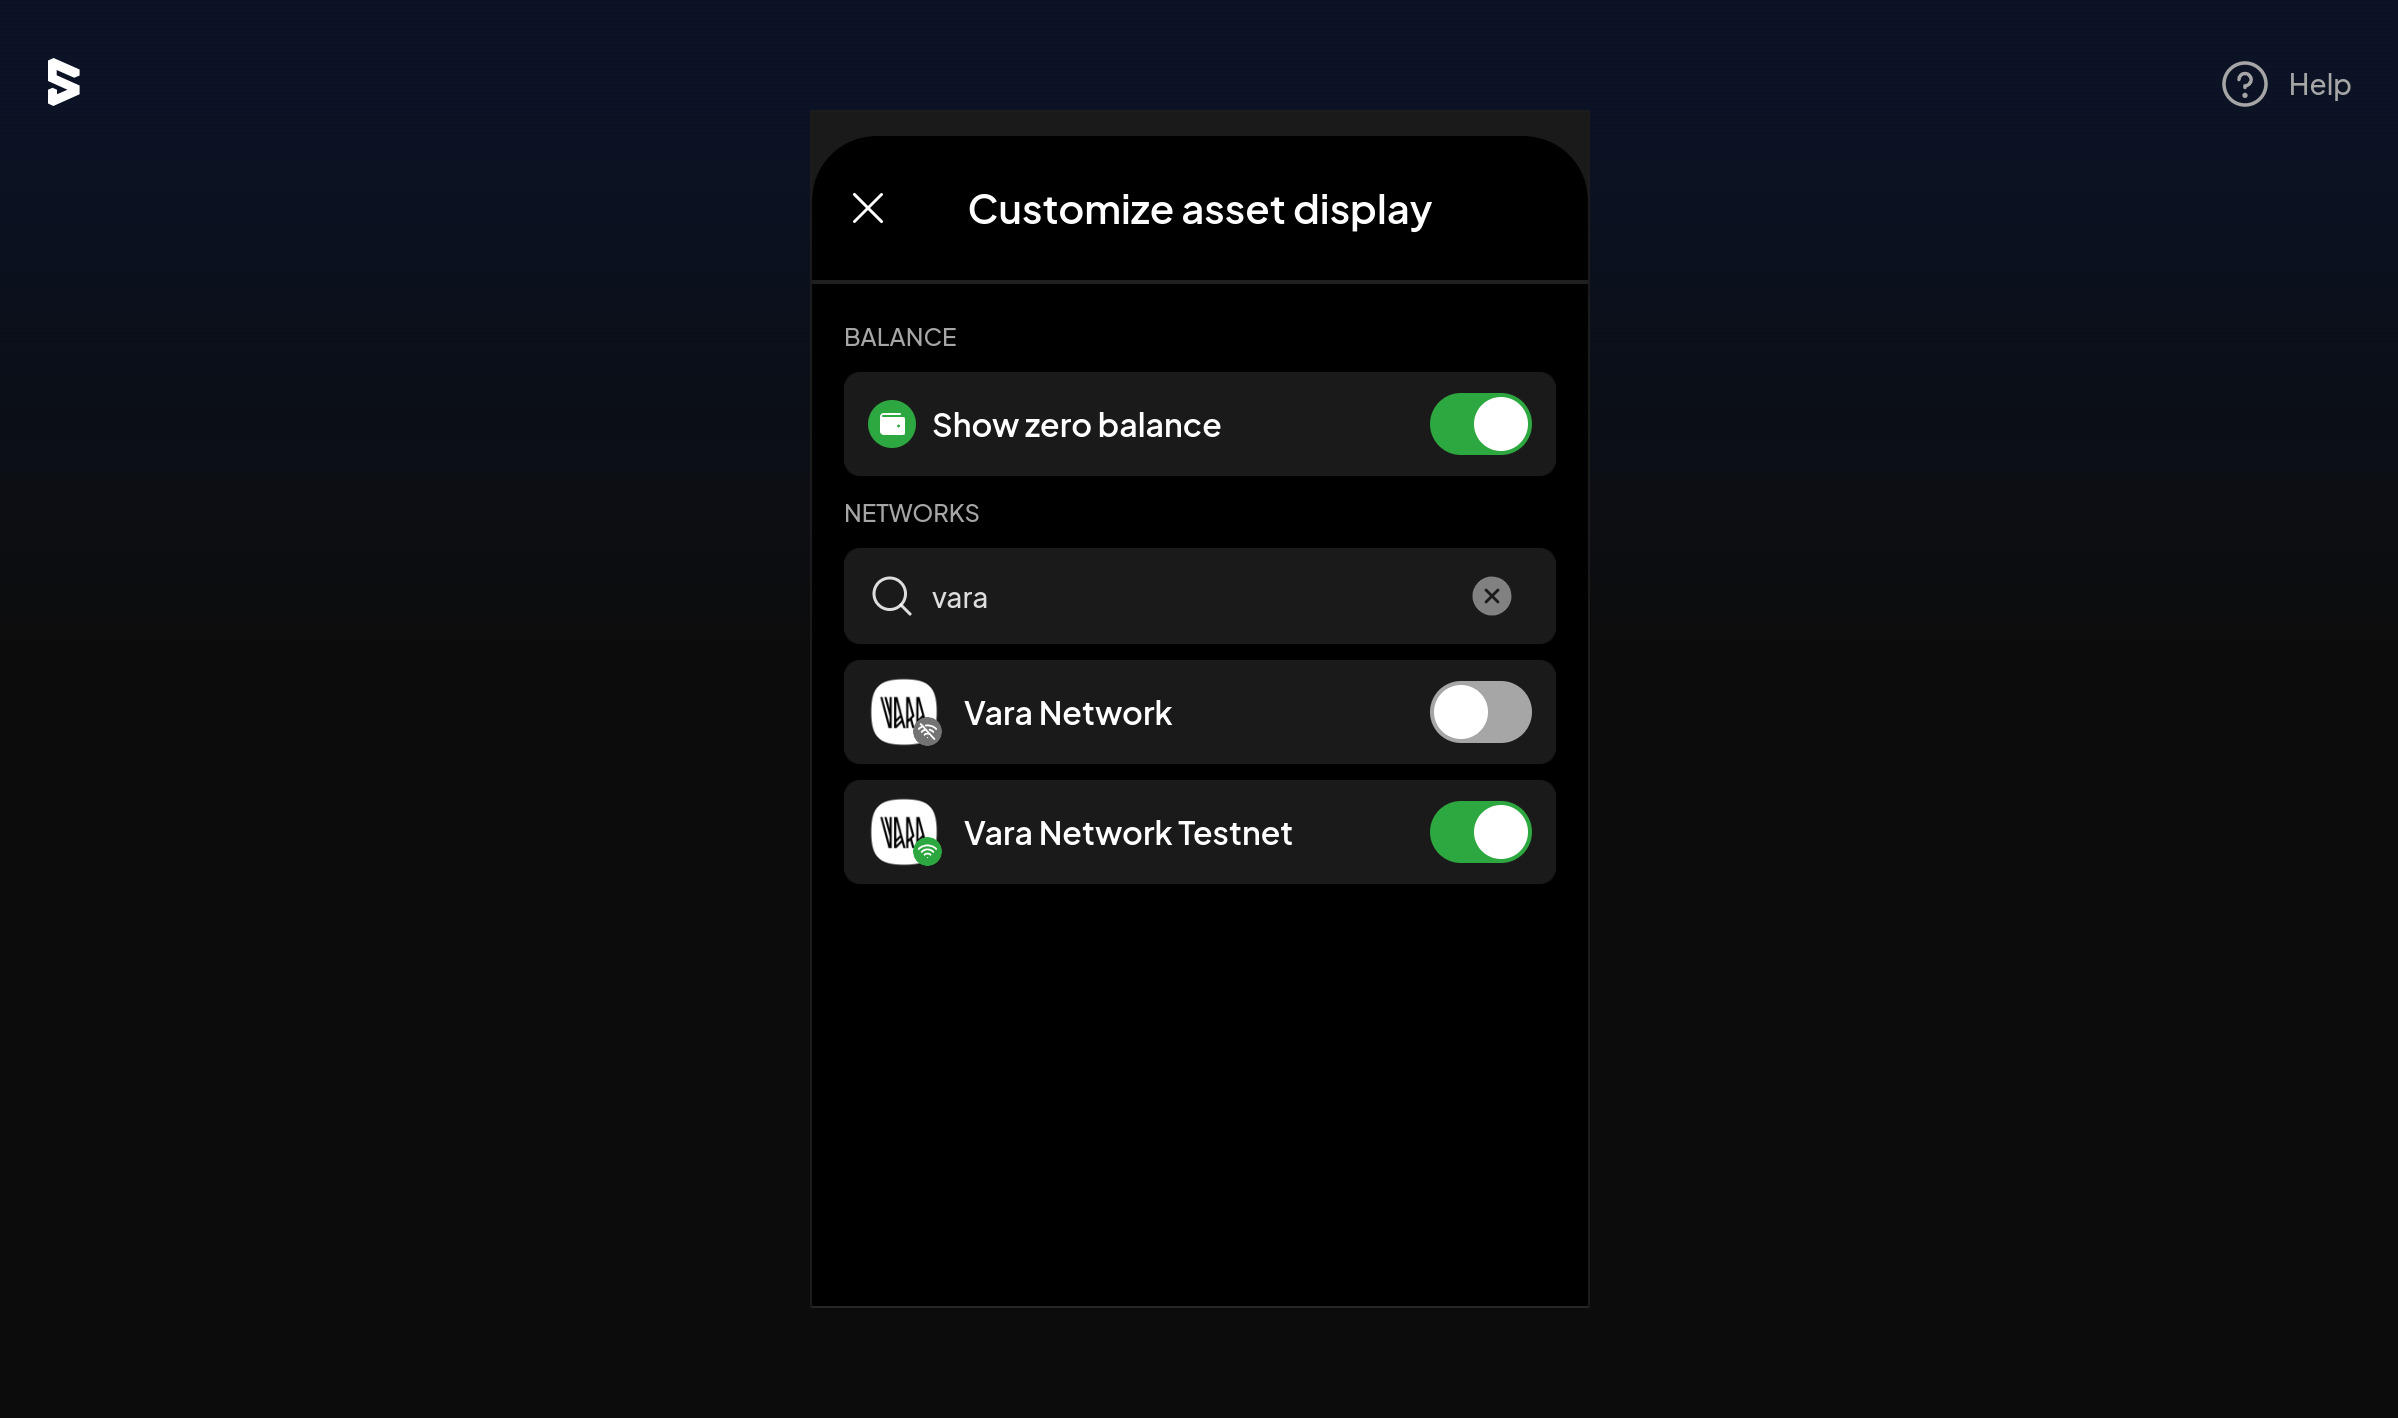 Help
Customize asset display
BALANCE
Show zero balance
NETWORKS
vara
VARA
Vara Network
VARA
Vara Network Testnet